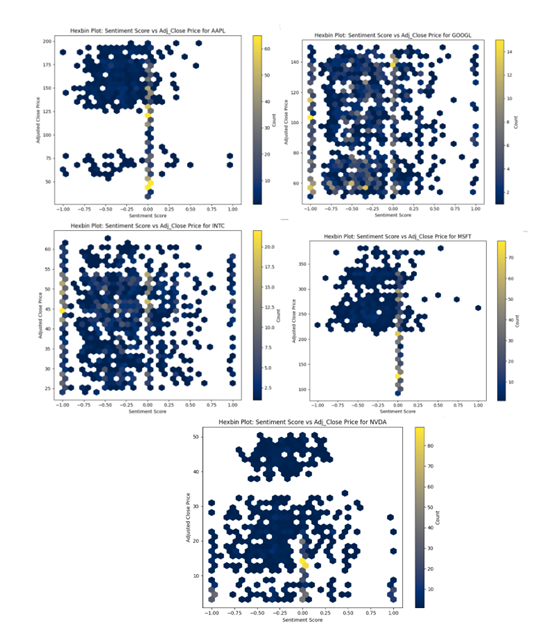 Hexbin Plot: Sentiment Score vs Adj_Close Price for AAPL
200
175
150
125
100
75
50
Adjusted Close Price
−1.00 −0.75 −0.50 −0.25 0.00 0.25 0.50 0.75 1.00
Sentiment Score
60
50
40
30
20
10
Count
Hexbin Plot: Sentiment Score vs Adj_Close Price for GOOGL
140
120
100
80
60
Adjusted Close Price
−1.00 −0.75 −0.50 −0.25 0.00 0.25 0.50 0.75 1.00
Sentiment Score
14
12
10
8
6
4
2
Count
Hexbin Plot: Sentiment Score vs Adj_Close Price for INTC
60
55
50
45
40
35
30
25
Adjusted Close Price
−1.00 −0.75 −0.50 −0.25 0.00 0.25 0.50 0.75 1.00
Sentiment Score
20.0
17.5
15.0
12.5
10.0
7.5
5.0
2.5
Count
Hexbin Plot: Sentiment Score vs Adj_Close Price for MSFT
350
300
250
200
150
100
Adjusted Close Price
−1.00 −0.75 −0.50 −0.25 0.00 0.25 0.50 0.75 1.00
Sentiment Score
70
60
50
40
30
20
10
Count
Hexbin Plot: Sentiment Score vs Adj_Close Price for NVDA
50
40
30
20
10
Adjusted Close Price
−1.00 −0.75 −0.50 −0.25 0.00 0.25 0.50 0.75 1.00
Sentiment Score
80
70
60
50
40
30
20
10
Count